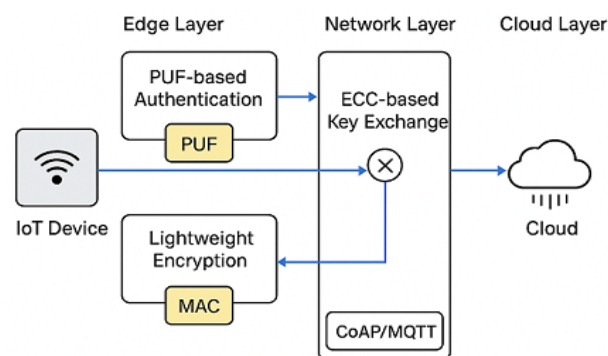 Edge Layer
Network Layer
Cloud Layer
PUF-based
Authentication
PUF
ECC-based
Key Exchange
IoT Device
Lightweight
Encryption
MAC
Cloud
CoAP/MQTT